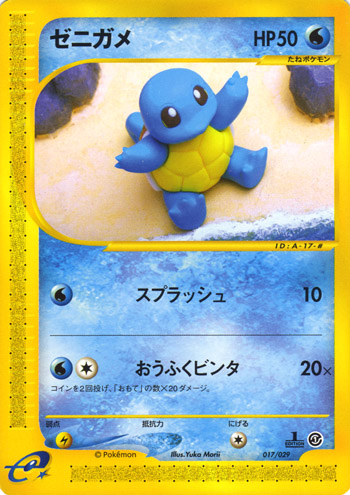 ゼニガメ HP50
たねポケモン
ID:A-17-#
スプラッシュ 10
おうふくビンタ 20×
コインを2回投げ、「おもて」の数×20ダメージ。
弱点 抵抗力 にげる
© Pokémon Illus.Yuka Morii 017/029 1 EDITION
e